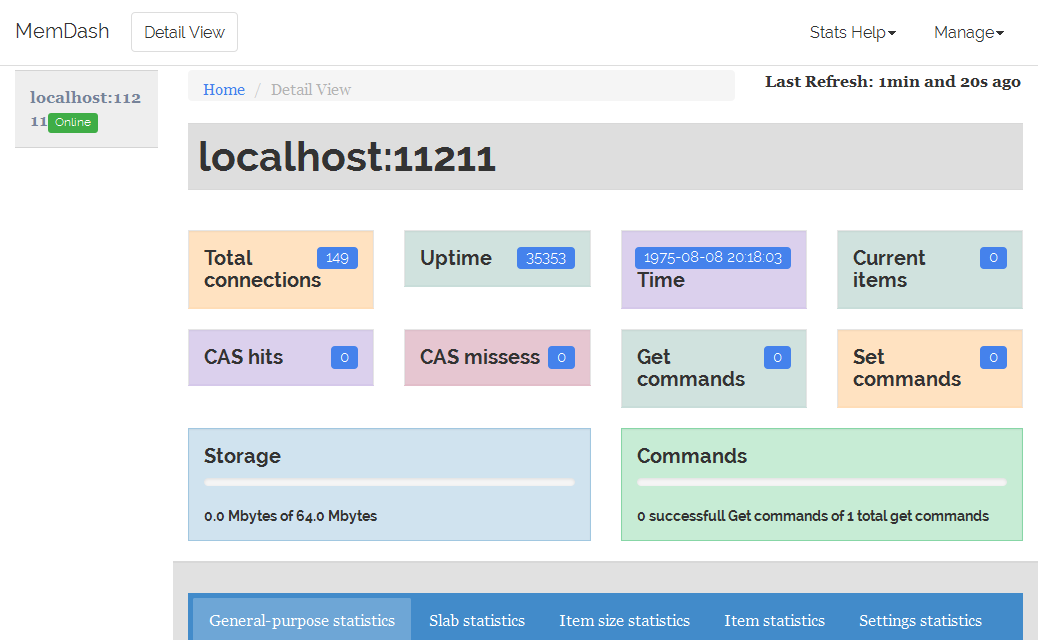 MemDash Detail View Stats Help Manage
localhost:112
11 Online
Home / Detail View
Last Refresh: 1min and 20s ago
localhost:11211
Total connections 149
Uptime 35353
1975-08-08 20:18:03
Time
Current items 0
CAS hits 0
CAS missess 0
Get commands 0
Set commands 0
Storage
0.0 Mbytes of 64.0 Mbytes
Commands
0 successfull Get commands of 1 total get commands
General-purpose statistics Slab statistics Item size statistics Item statistics Settings statistics